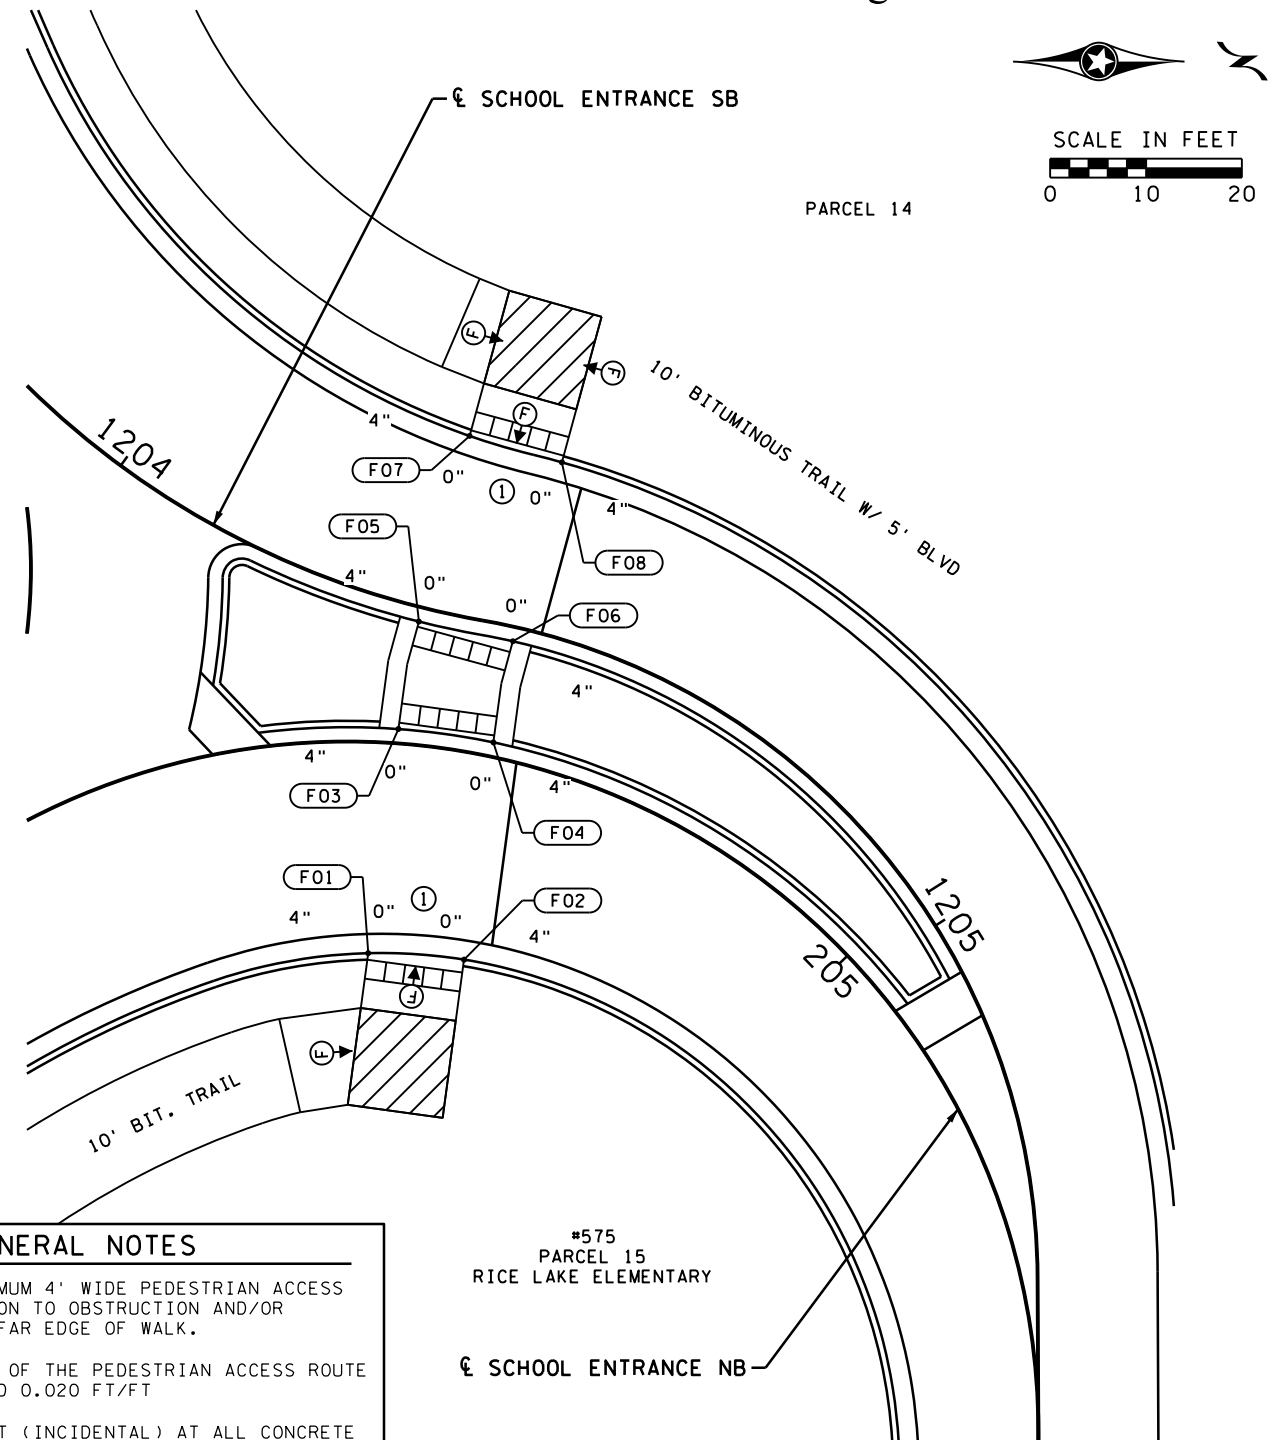 ℄ SCHOOL ENTRANCE SB
SCALE IN FEET
0 10 20
PARCEL 14
F
F
10' BITUMINOUS TRAIL W/ 5' BLVD
F
4"
1204
F07
0"
1
0"
4"
F05
F08
4"
0"
0"
F06
4"
4"
0"
0"
4"
F03
F04
F01
1
F02
4"
0"
0"
4"
1205
205
F
F
10' BIT. TRAIL
#575
PARCEL 15
RICE LAKE ELEMENTARY
℄ SCHOOL ENTRANCE NB
NERAL NOTES
MUM 4' WIDE PEDESTRIAN ACCESS
ON TO OBSTRUCTION AND/OR
FAR EDGE OF WALK.
OF THE PEDESTRIAN ACCESS ROUTE
D 0.020 FT/FT
T (INCIDENTAL) AT ALL CONCRETE